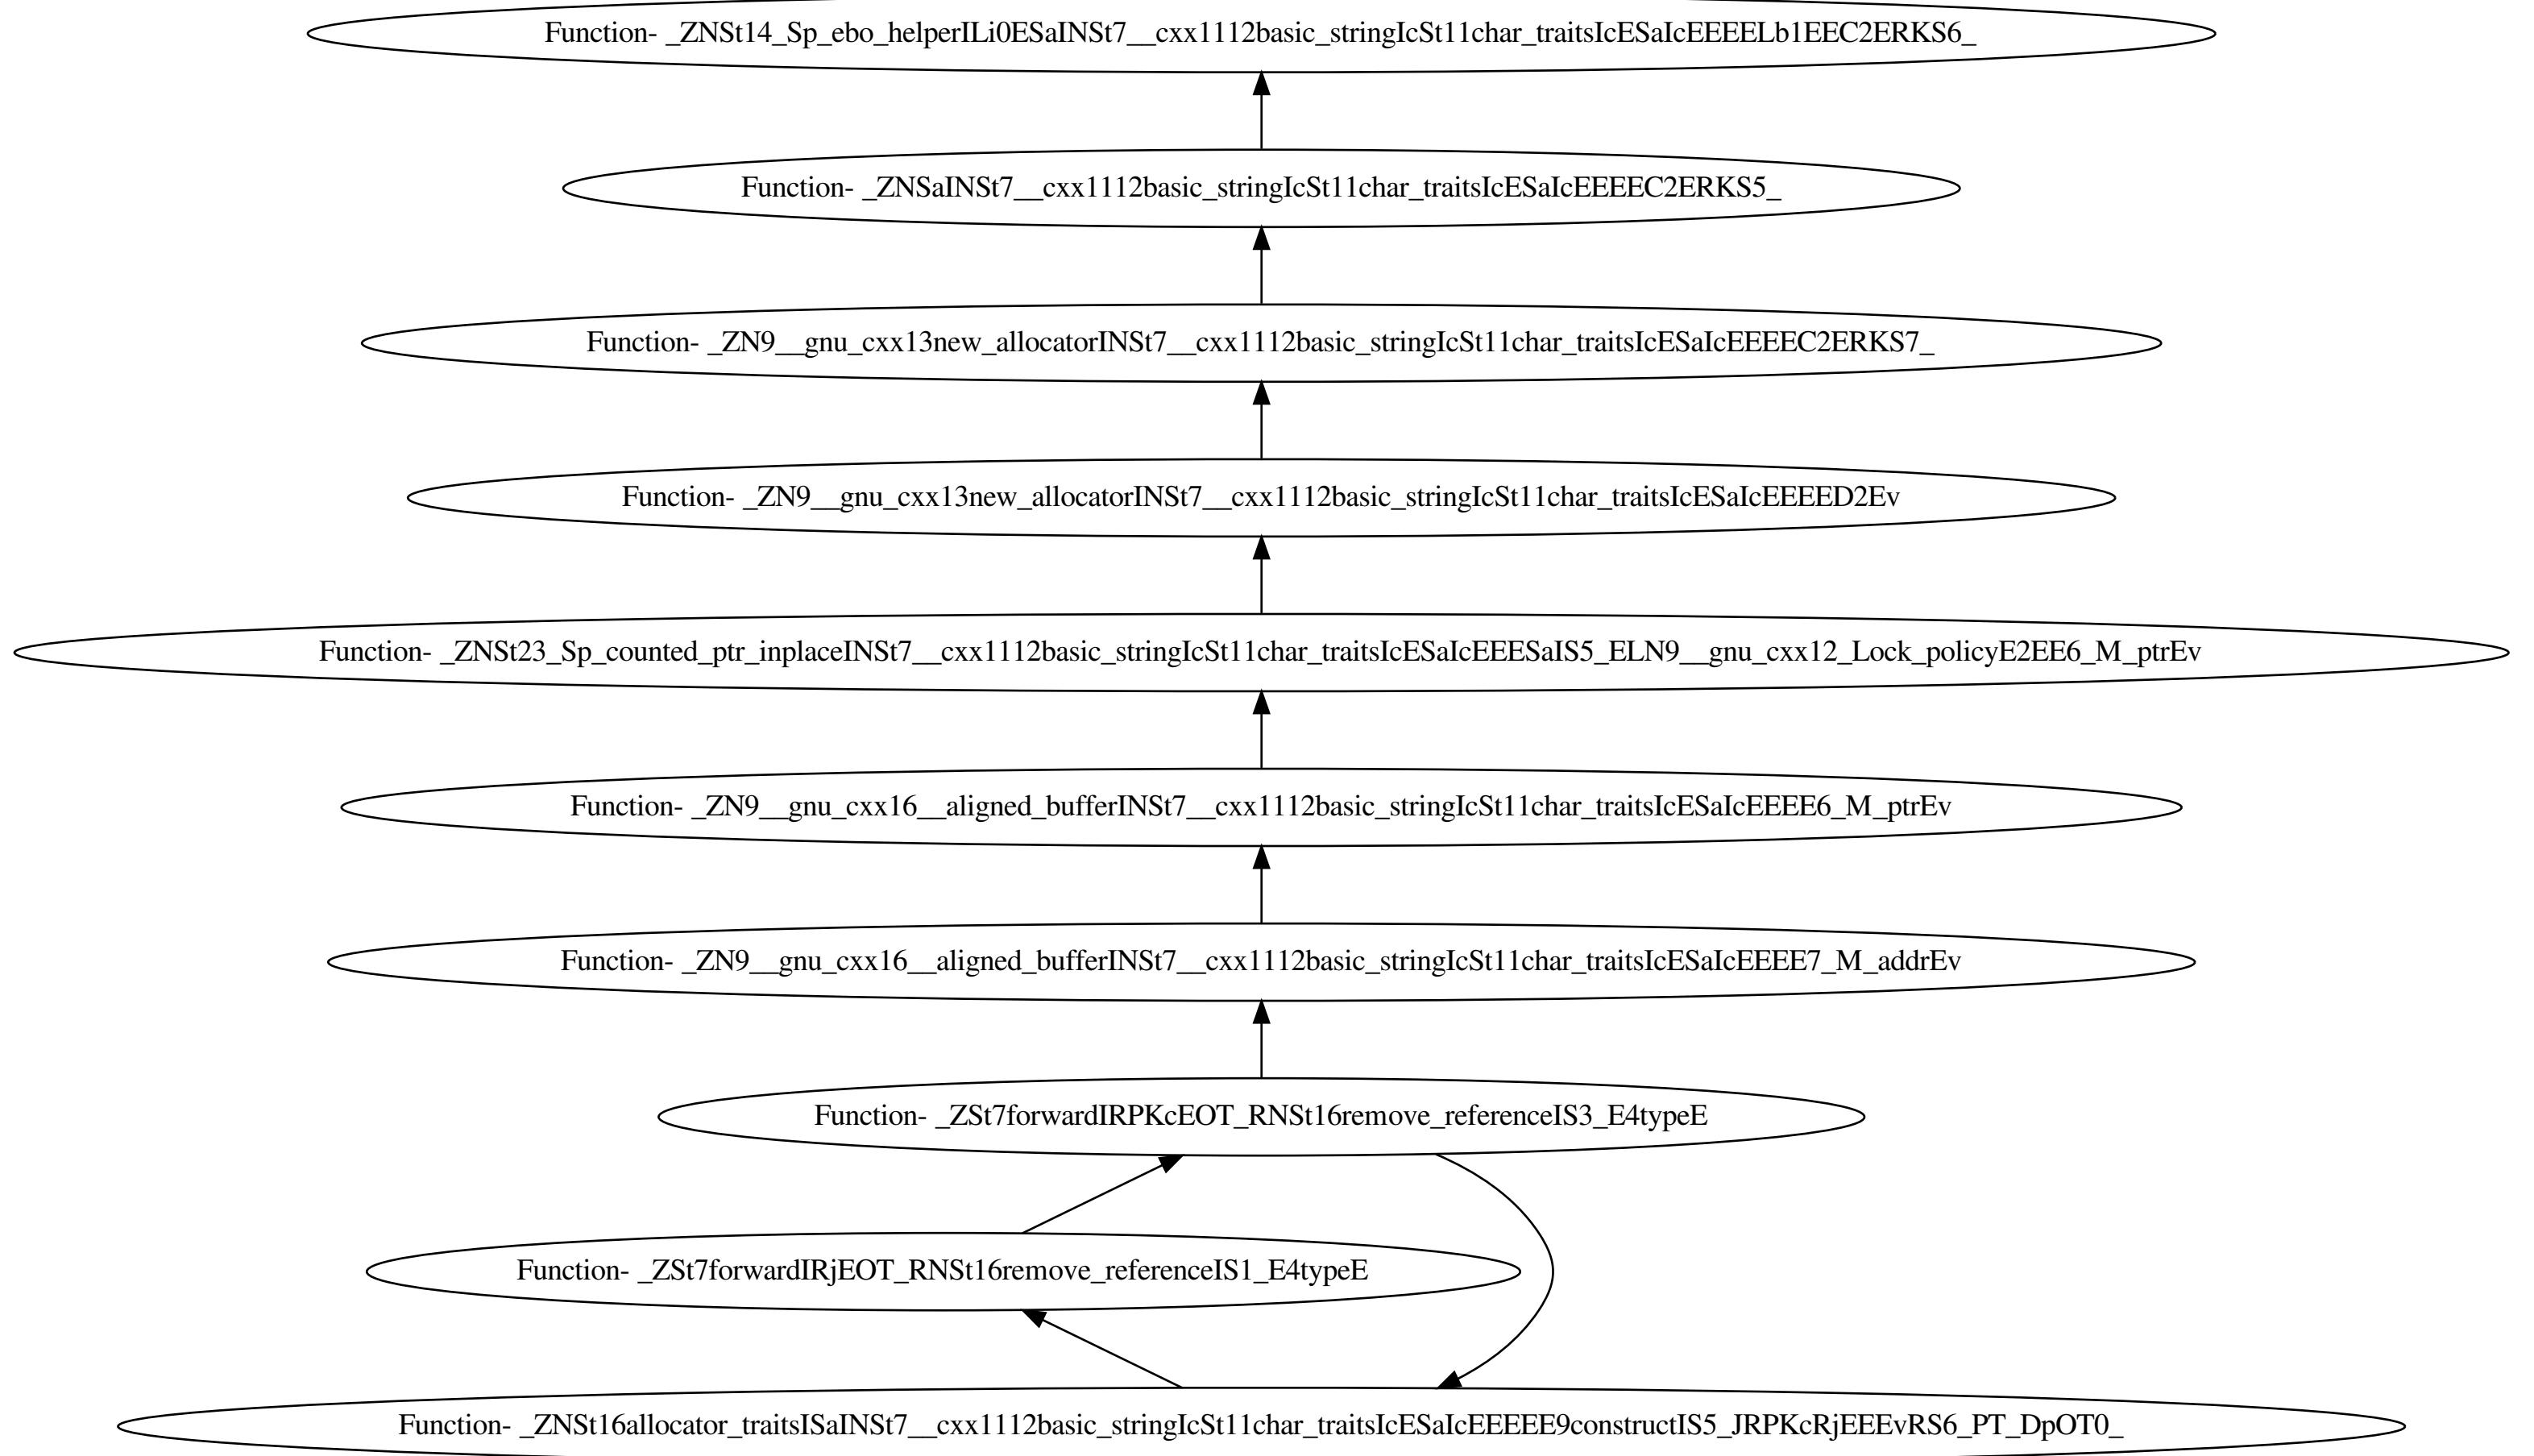 Function- _ZNSt14_Sp_ebo_helperILi0ESaINSt7__cxx1112basic_stringIcSt11char_traitsIcESaIcEEEELb1EEC2ERKS6_
Function- _ZNSaINSt7__cxx1112basic_stringIcSt11char_traitsIcESaIcEEEEC2ERKS5_
Function- _ZN9__gnu_cxx13new_allocatorINSt7__cxx1112basic_stringIcSt11char_traitsIcESaIcEEEEC2ERKS7_
Function- _ZN9__gnu_cxx13new_allocatorINSt7__cxx1112basic_stringIcSt11char_traitsIcESaIcEEEED2Ev
Function- _ZNSt23_Sp_counted_ptr_inplaceINSt7__cxx1112basic_stringIcSt11char_traitsIcESaIcEEESaIS5_ELN9__gnu_cxx12_Lock_policyE2EE6_M_ptrEv
Function- _ZN9__gnu_cxx16__aligned_bufferINSt7__cxx1112basic_stringIcSt11char_traitsIcESaIcEEEE6_M_ptrEv
Function- _ZN9__gnu_cxx16__aligned_bufferINSt7__cxx1112basic_stringIcSt11char_traitsIcESaIcEEEE7_M_addrEv
Function- _ZSt7forwardIRPKcEOT_RNSt16remove_referenceIS3_E4typeE
Function- _ZSt7forwardIRjEOT_RNSt16remove_referenceIS1_E4typeE
Function- _ZNSt16allocator_traitsISaINSt7__cxx1112basic_stringIcSt11char_traitsIcESaIcEEEEE9constructIS5_JRPKcRjEEEvRS6_PT_DpOT0_